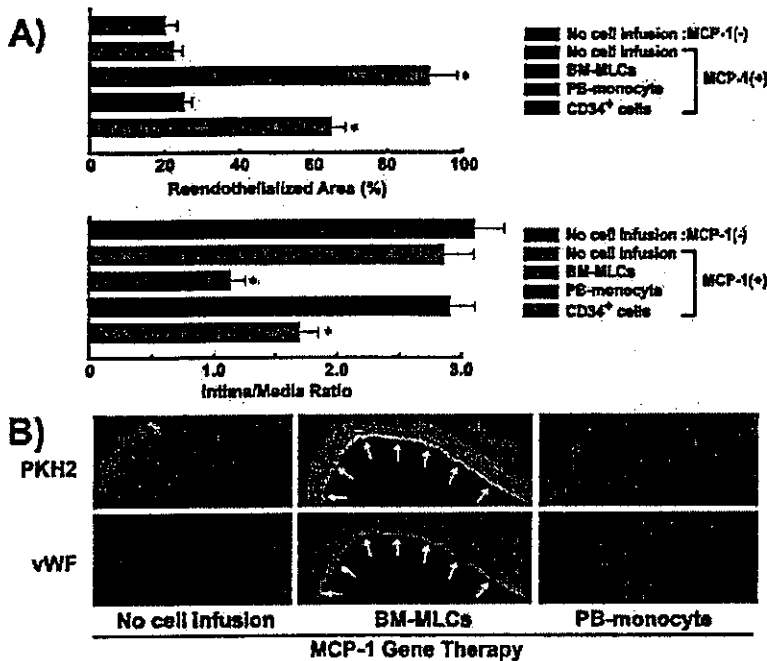 A)
No cell Infusion :MCP-1(-)
No cell Infusion
BM-MLCs
PB-monocyte
CD34+ cells
MCP-1(+)
*
*
0 20 40 60 80 100
Reendothelialized Area (%)
No cell Infusion :MCP-1(-)
No cell Infusion
BM-MLCs
PB-monocyte
CD34+ cells
MCP-1(+)
*
*
0 1.0 2.0 3.0
Intima/Media Ratio
B)
PKH2
vWF
No cell Infusion BM-MLCs PB-monocyte
MCP-1 Gene Therapy